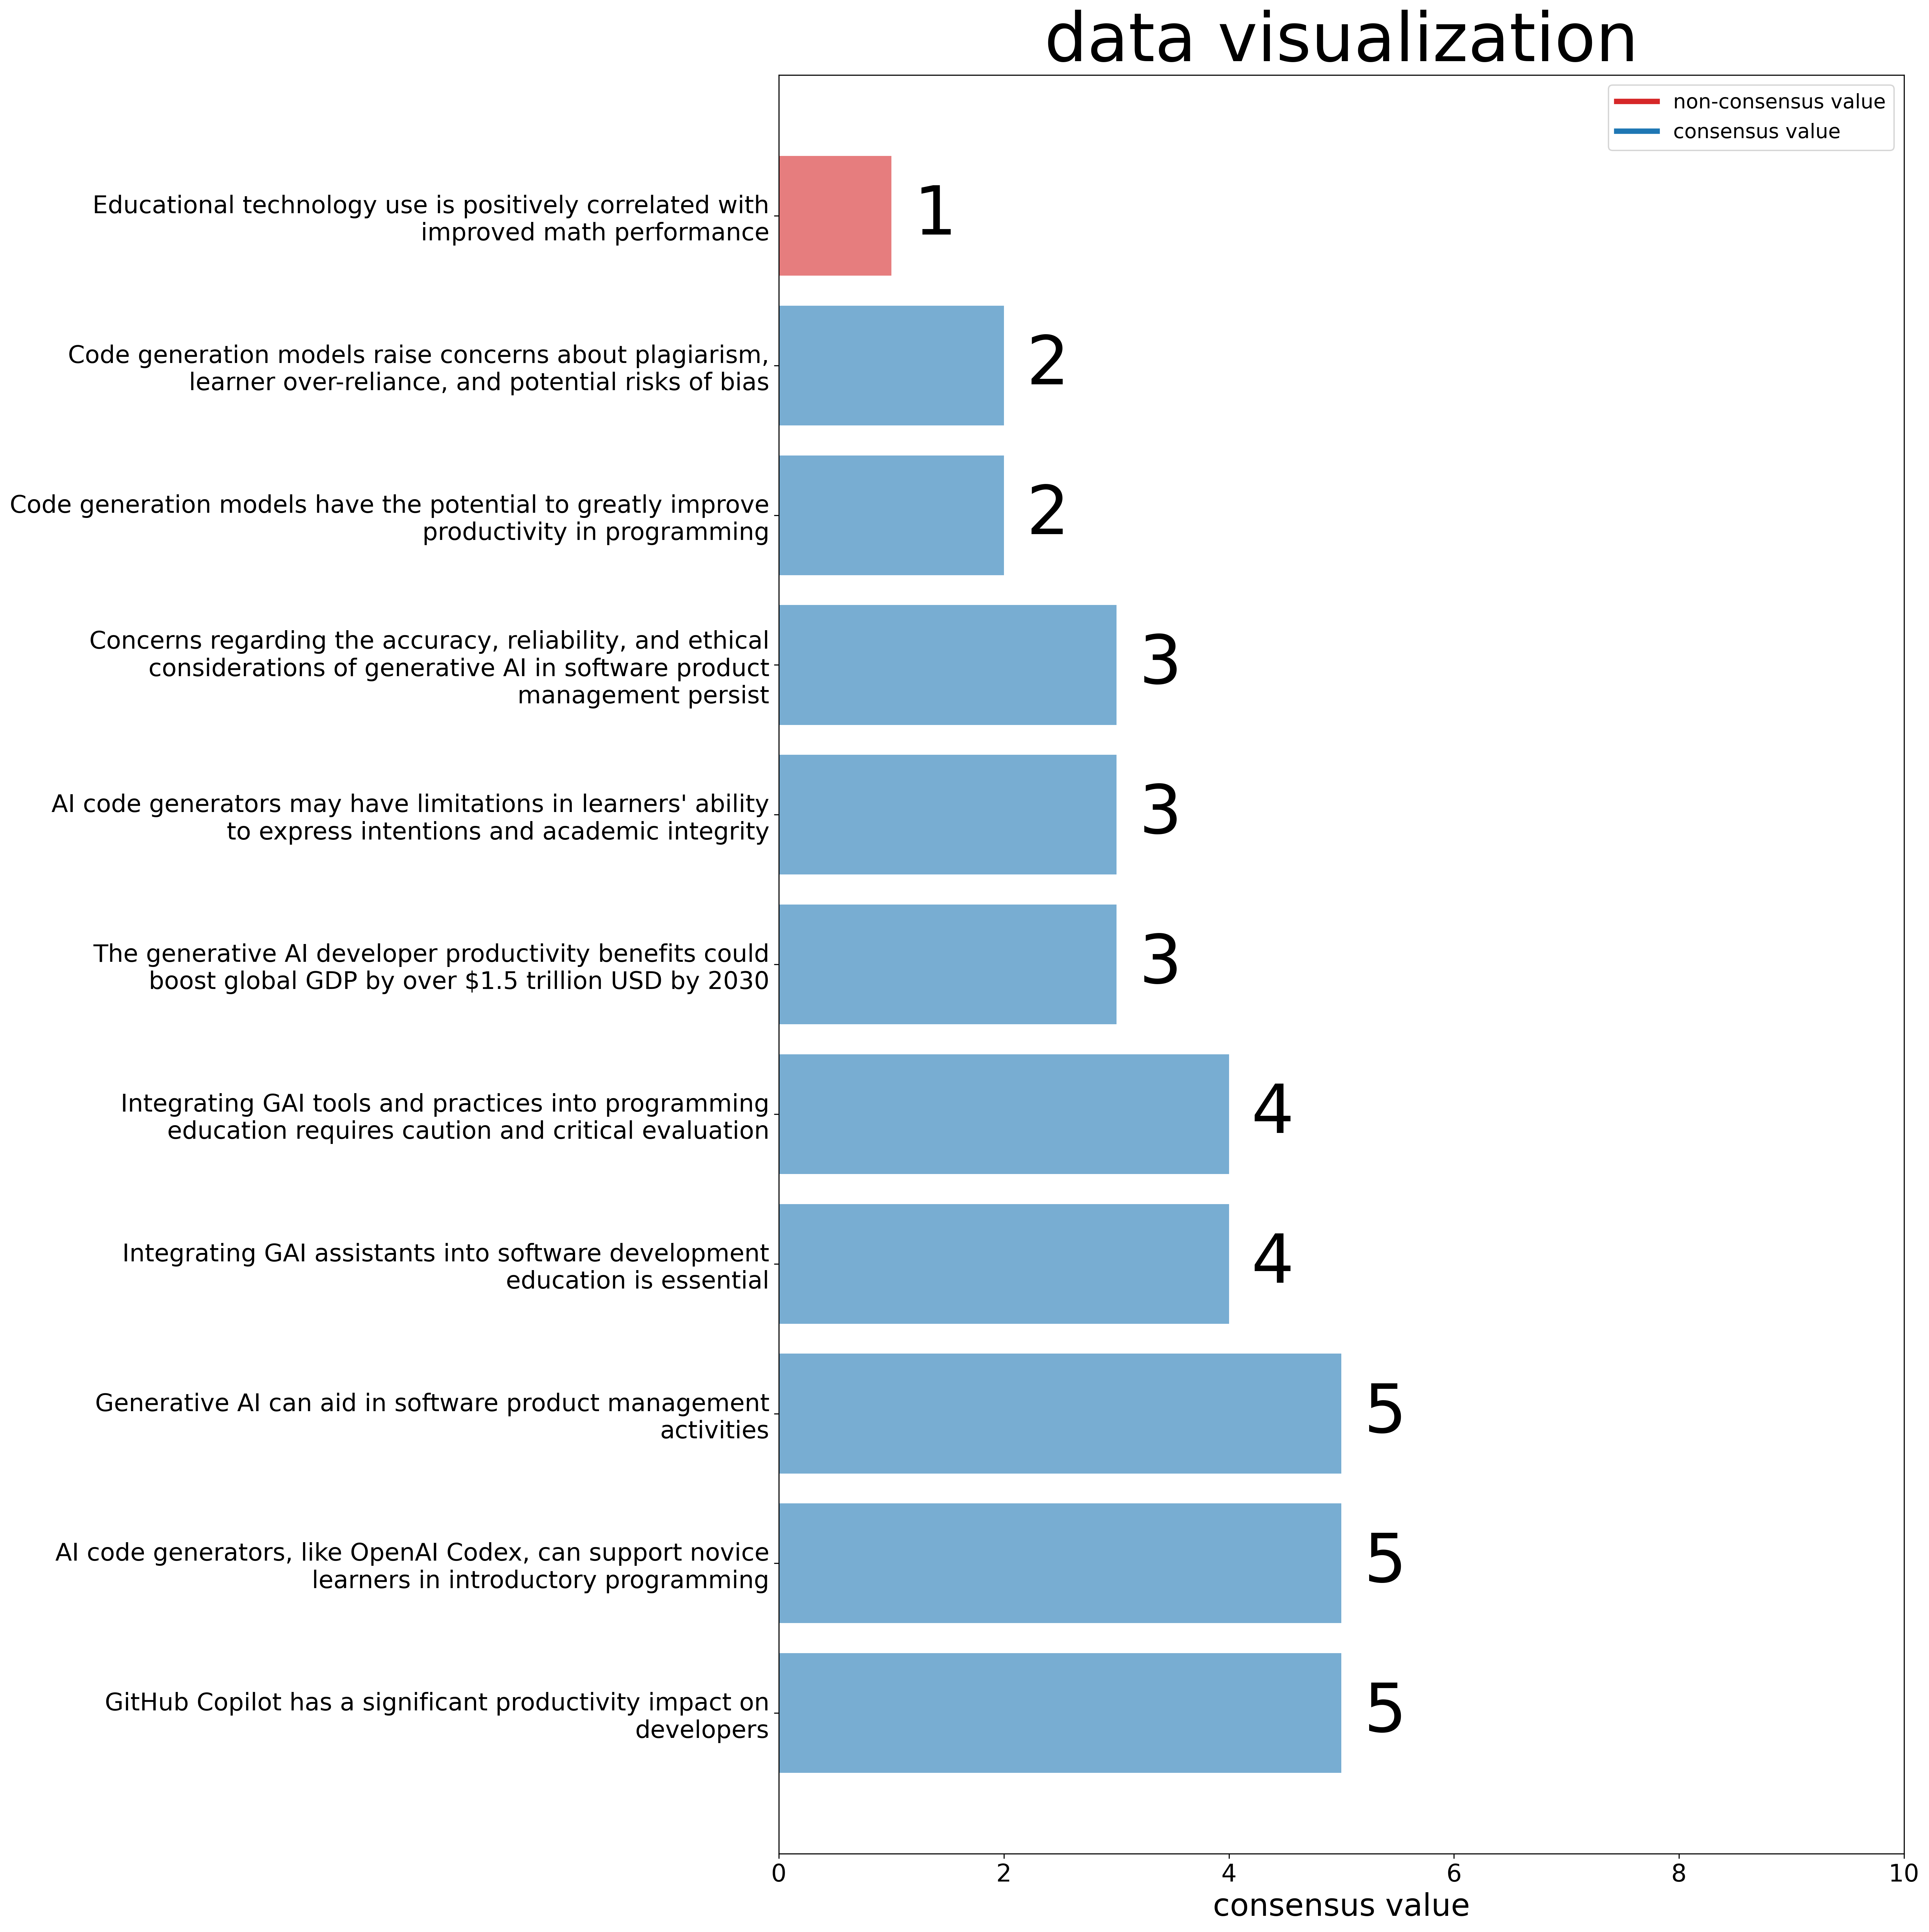 data visualization
non-consensus value
consensus value
Educational technology use is positively correlated with
improved math performance
1
Code generation models raise concerns about plagiarism,
learner over-reliance, and potential risks of bias
2
Code generation models have the potential to greatly improve
productivity in programming
2
Concerns regarding the accuracy, reliability, and ethical
considerations of generative AI in software product
management persist
3
AI code generators may have limitations in learners' ability
to express intentions and academic integrity
3
The generative AI developer productivity benefits could
boost global GDP by over $1.5 trillion USD by 2030
3
Integrating GAI tools and practices into programming
education requires caution and critical evaluation
4
Integrating GAI assistants into software development
education is essential
4
Generative AI can aid in software product management
activities
5
AI code generators, like OpenAI Codex, can support novice
learners in introductory programming
5
GitHub Copilot has a significant productivity impact on
developers
5
0 2 4 6 8 10
consensus value